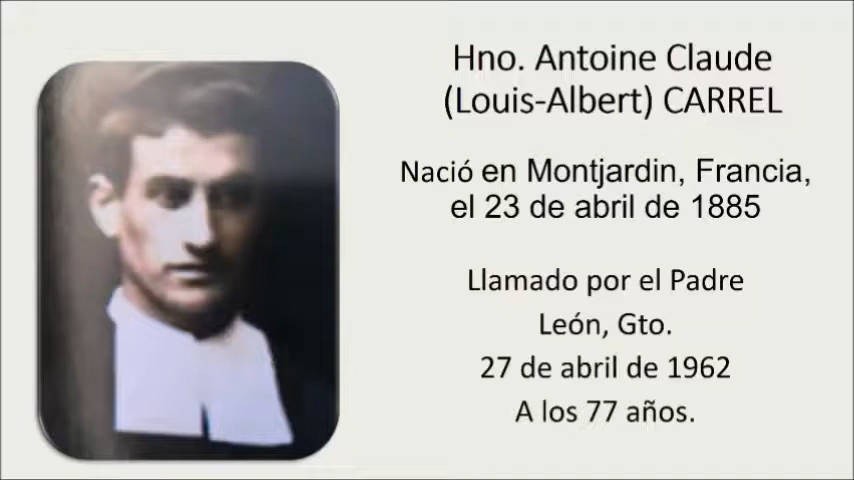 Hno. Antoine Claude
(Louis-Albert) CARREL
Nació en Montjardin, Francia,
el 23 de abril de 1885
Llamado por el Padre
León, Gto.
27 de abril de 1962
A los 77 años.